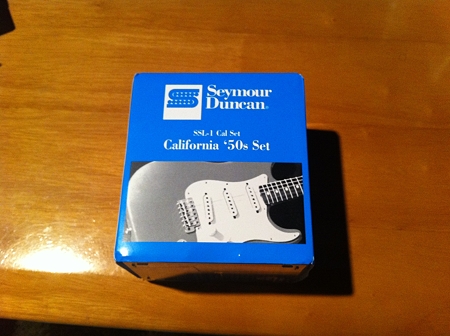 Seymour
Duncan®
SSL-1 Cal Set
California '50s Set